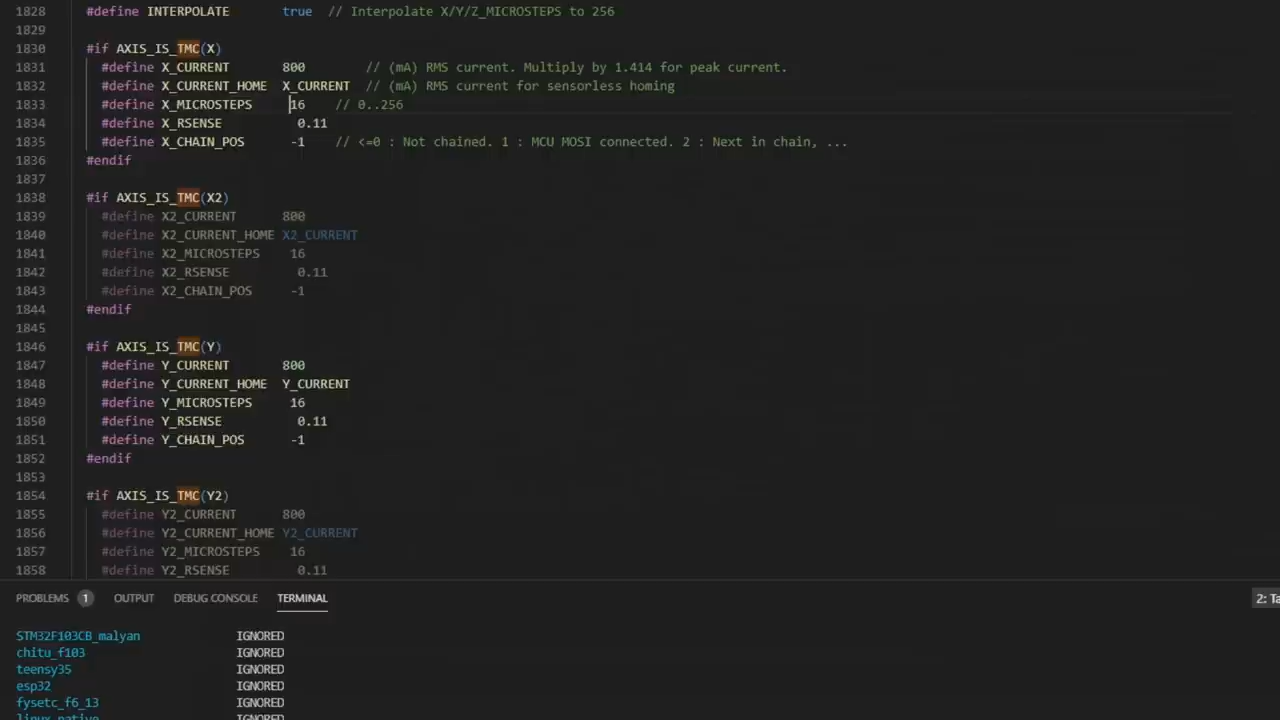 1828 #define INTERPOLATE true // Interpolate X/Y/Z_MICROSTEPS to 256
1829
1830 #if AXIS_IS_TMC(X)
1831 #define X_CURRENT 800 // (mA) RMS current. Multiply by 1.414 for peak current.
1832 #define X_CURRENT_HOME X_CURRENT // (mA) RMS current for sensorless homing
1833 #define X_MICROSTEPS 16 // 0..256
1834 #define X_RSENSE 0.11
1835 #define X_CHAIN_POS -1 // <=0 : Not chained. 1 : MCU MOSI connected. 2 : Next in chain, ...
1836 #endif
1837
1838 #if AXIS_IS_TMC(X2)
1839 #define X2_CURRENT 800
1840 #define X2_CURRENT_HOME X2_CURRENT
1841 #define X2_MICROSTEPS 16
1842 #define X2_RSENSE 0.11
1843 #define X2_CHAIN_POS -1
1844 #endif
1845
1846 #if AXIS_IS_TMC(Y)
1847 #define Y_CURRENT 800
1848 #define Y_CURRENT_HOME Y_CURRENT
1849 #define Y_MICROSTEPS 16
1850 #define Y_RSENSE 0.11
1851 #define Y_CHAIN_POS -1
1852 #endif
1853
1854 #if AXIS_IS_TMC(Y2)
1855 #define Y2_CURRENT 800
1856 #define Y2_CURRENT_HOME Y2_CURRENT
1857 #define Y2_MICROSTEPS 16
1858 #define Y2_RSENSE 0.11
PROBLEMS 1 OUTPUT DEBUG CONSOLE TERMINAL 2: Ta
STM32F103CB_malyan IGNORED
chitu_f103 IGNORED
teensy35 IGNORED
esp32 IGNORED
fysetc_f6_13 IGNORED
linux_native IGNORED